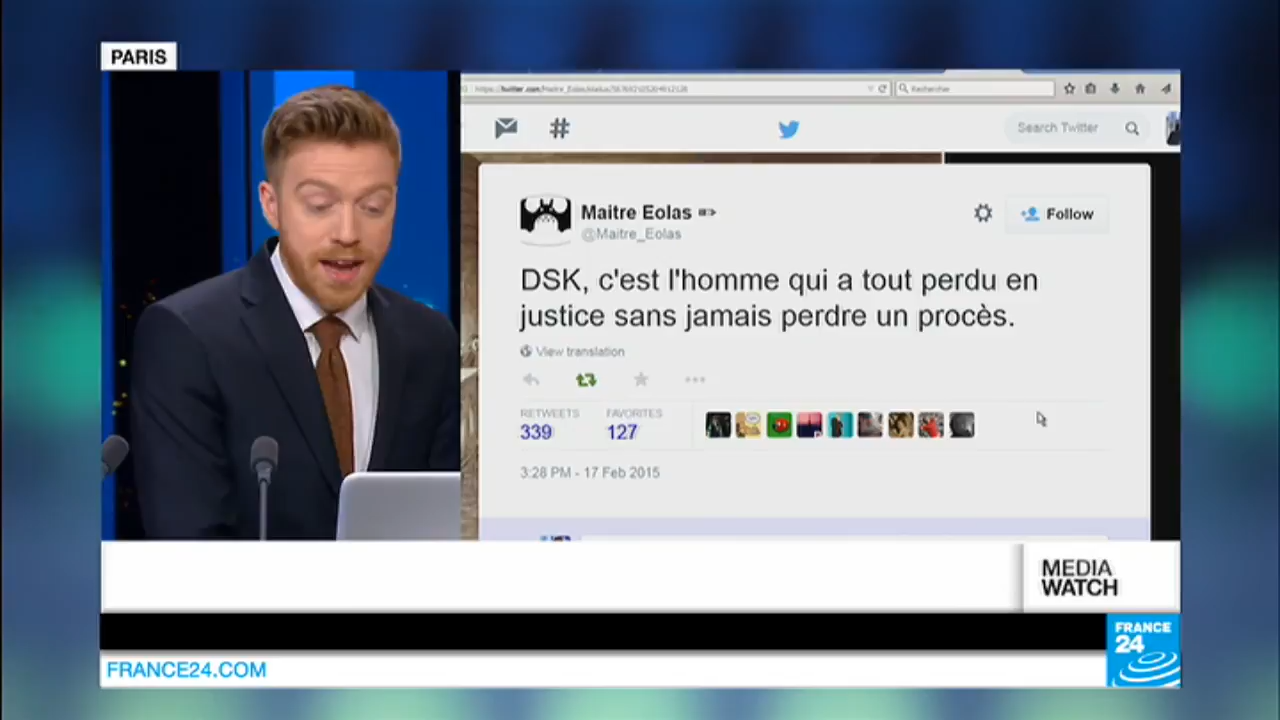 PARIS
Rechercher
Search Twitter
Maitre Eolas
@Maitre_Eolas
Follow
DSK, c'est l'homme qui a tout perdu en
justice sans jamais perdre un procès.
View translation
RETWEETS
FAVORITES
339
127
3:28 PM - 17 Feb 2015
MEDIA
WATCH
FRANCE
24
FRANCE24.COM